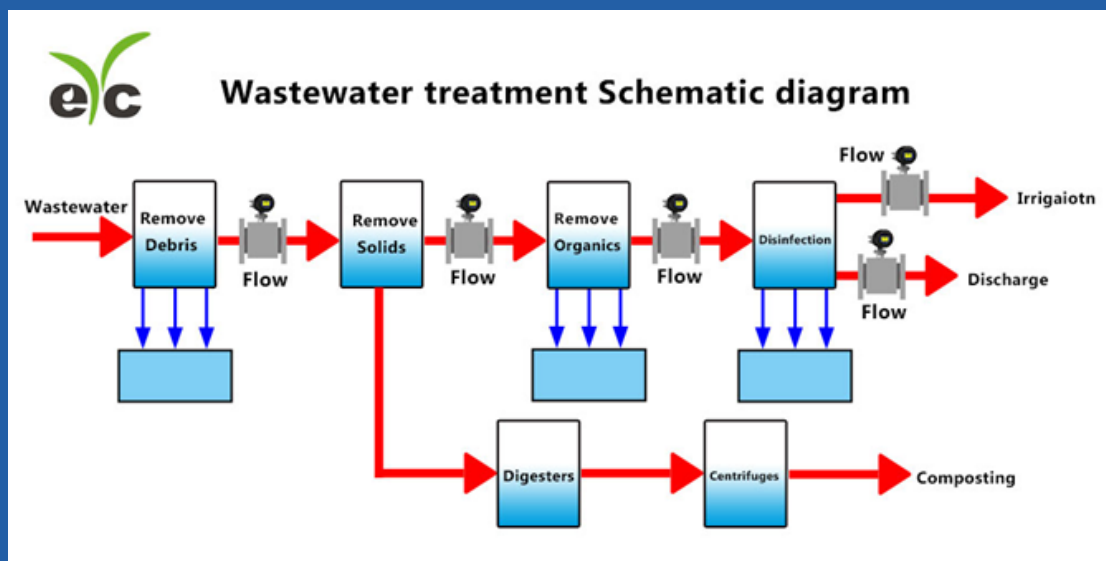 eyc
Wastewater treatment Schematic diagram
Wastewater
Remove
Debris
Flow
Remove
Solids
Flow
Remove
Organics
Flow
Disinfection
Flow
Irrigaiotn
Flow
Discharge
Digesters
Centrifuges
Composting